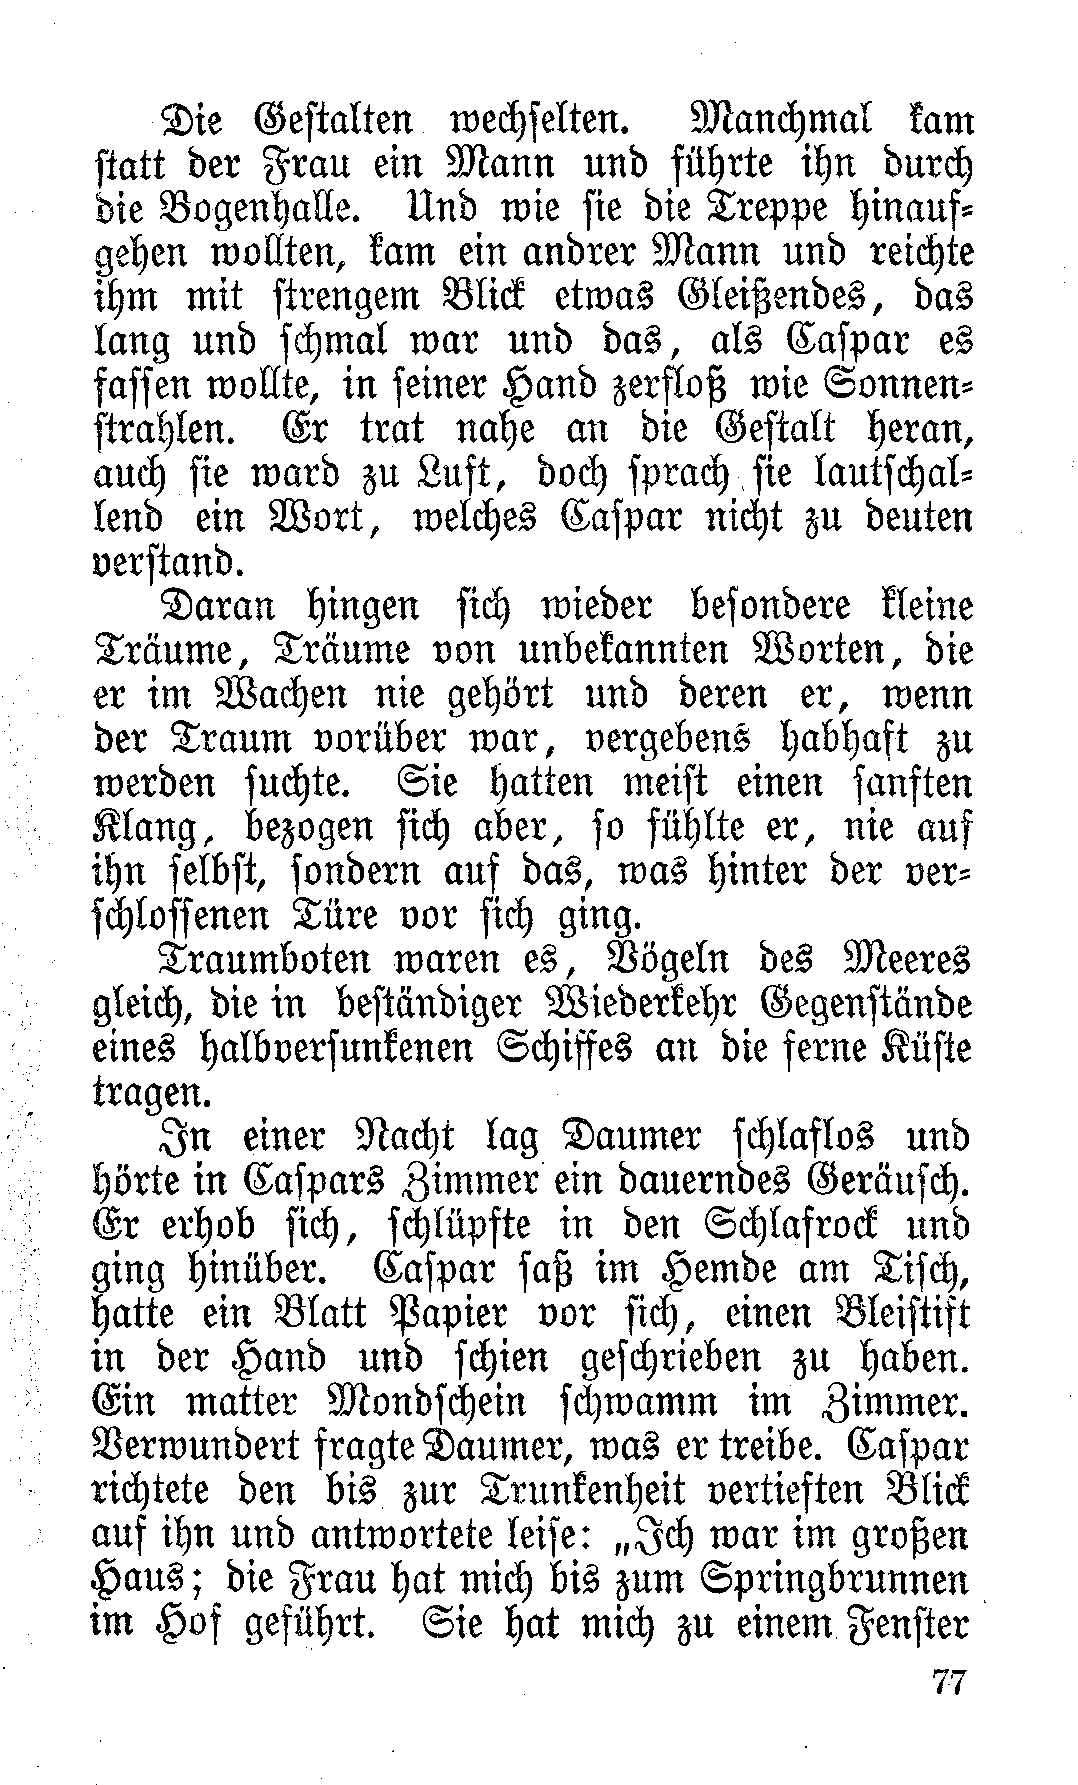 Die Gestalten wechselten. Manchmal kam
statt der Frau ein Mann und führte ihn durch
die Bogenhalle. Und wie sie die Treppe hinauf-
gehen wollten, kam ein andrer Mann und reichte
ihm mit strengem Blick etwas Gleißendes, das
lang und schmal war und das, als Caspar es
fassen wollte, in seiner Hand zerfloß wie Sonnen-
strahlen. Er trat nahe an die Gestalt heran,
auch sie ward zu Luft, doch sprach sie lautschal-
lend ein Wort, welches Caspar nicht zu deuten
verstand.
Daran hingen sich wieder besondere kleine
Träume, Träume von unbekannten Worten, die
er im Wachen nie gehört und deren er, wenn
der Traum vorüber war, vergebens habhaft zu
werden suchte. Sie hatten meist einen sanften
Klang, bezogen sich aber, so fühlte er, nie auf
ihn selbst, sondern auf das, was hinter der ver-
schlossenen Türe vor sich ging.
Traumboten waren es, Vögeln des Meeres
gleich, die in beständiger Wiederkehr Gegenstände
eines halbversunkenen Schiffes an die ferne Küste
tragen.
In einer Nacht lag Daumer schlaflos und
hörte in Caspars Zimmer ein dauerndes Geräusch.
Er erhob sich, schlüpfte in den Schlafrock und
ging hinüber. Caspar saß im Hemde am Tisch,
hatte ein Blatt Papier vor sich, einen Bleistift
in der Hand und schien geschrieben zu haben.
Ein matter Mondschein schwamm im Zimmer.
Verwundert fragte Daumer, was er treibe. Caspar
richtete den bis zur Trunkenheit vertieften Blick
auf ihn und antwortete leise: „Ich war im großen
Haus; die Frau hat mich bis zum Springbrunnen
im Hof geführt. Sie hat mich zu einem Fenster
77